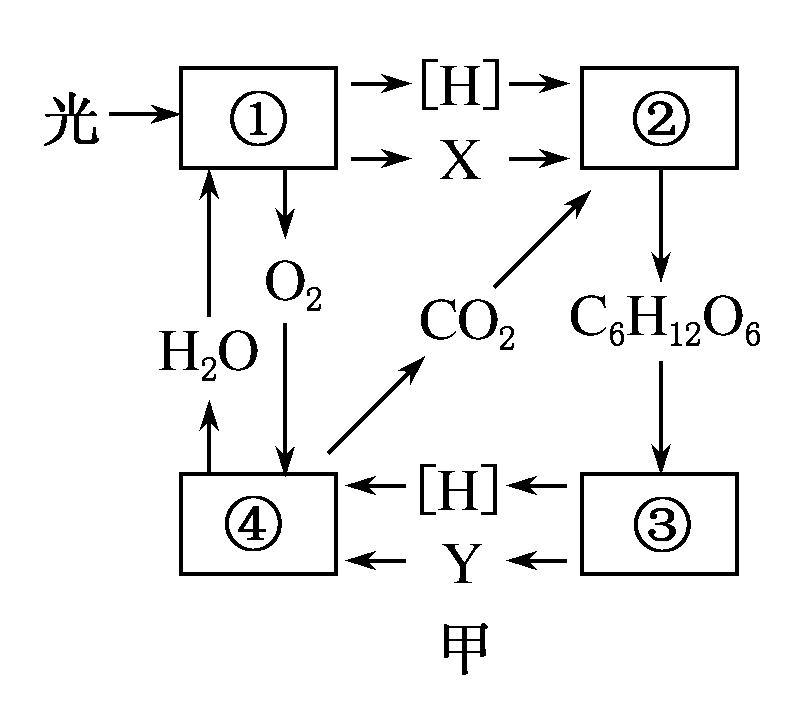 光 ① [H] ②
X
O₂
H₂O CO₂ C₆H₁₂O₆
④ [H] ③
Y
甲